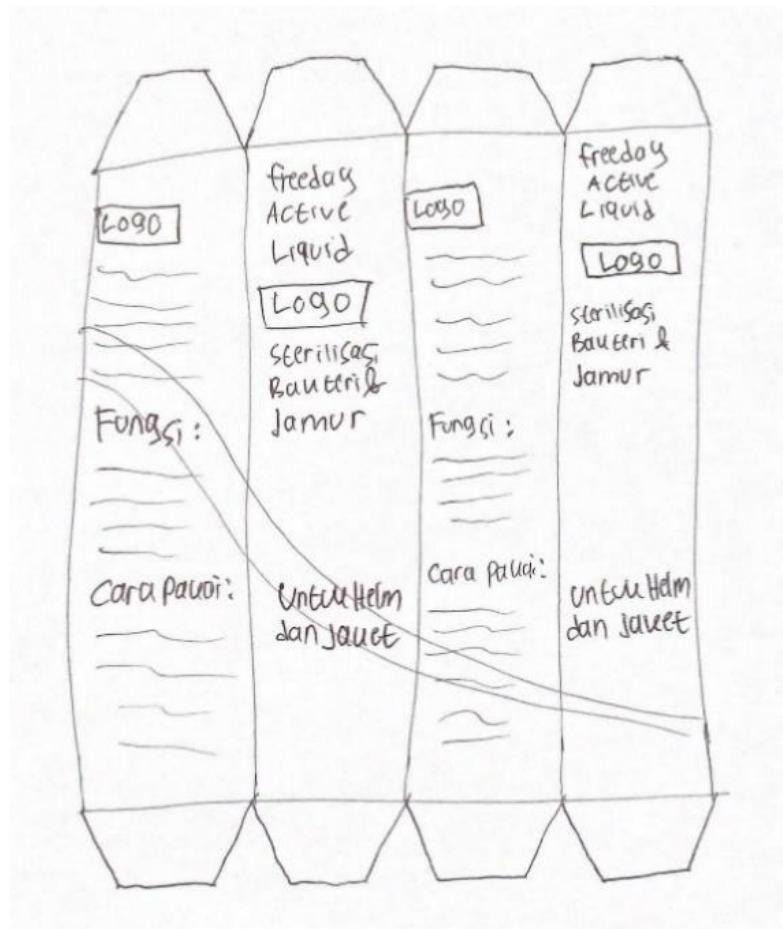 LOGO
Fungsi :
Cara Pakai :
freeday
Active
Liquid
LOGO
sterilisasi
Bakteri &
Jamur
Untuk Helm
dan Jaket
LOGO
Fungsi :
Cara Pakai :
freeday
Active
Liquid
LOGO
sterilisasi
Bakteri &
Jamur
Untuk Helm
dan Jaket